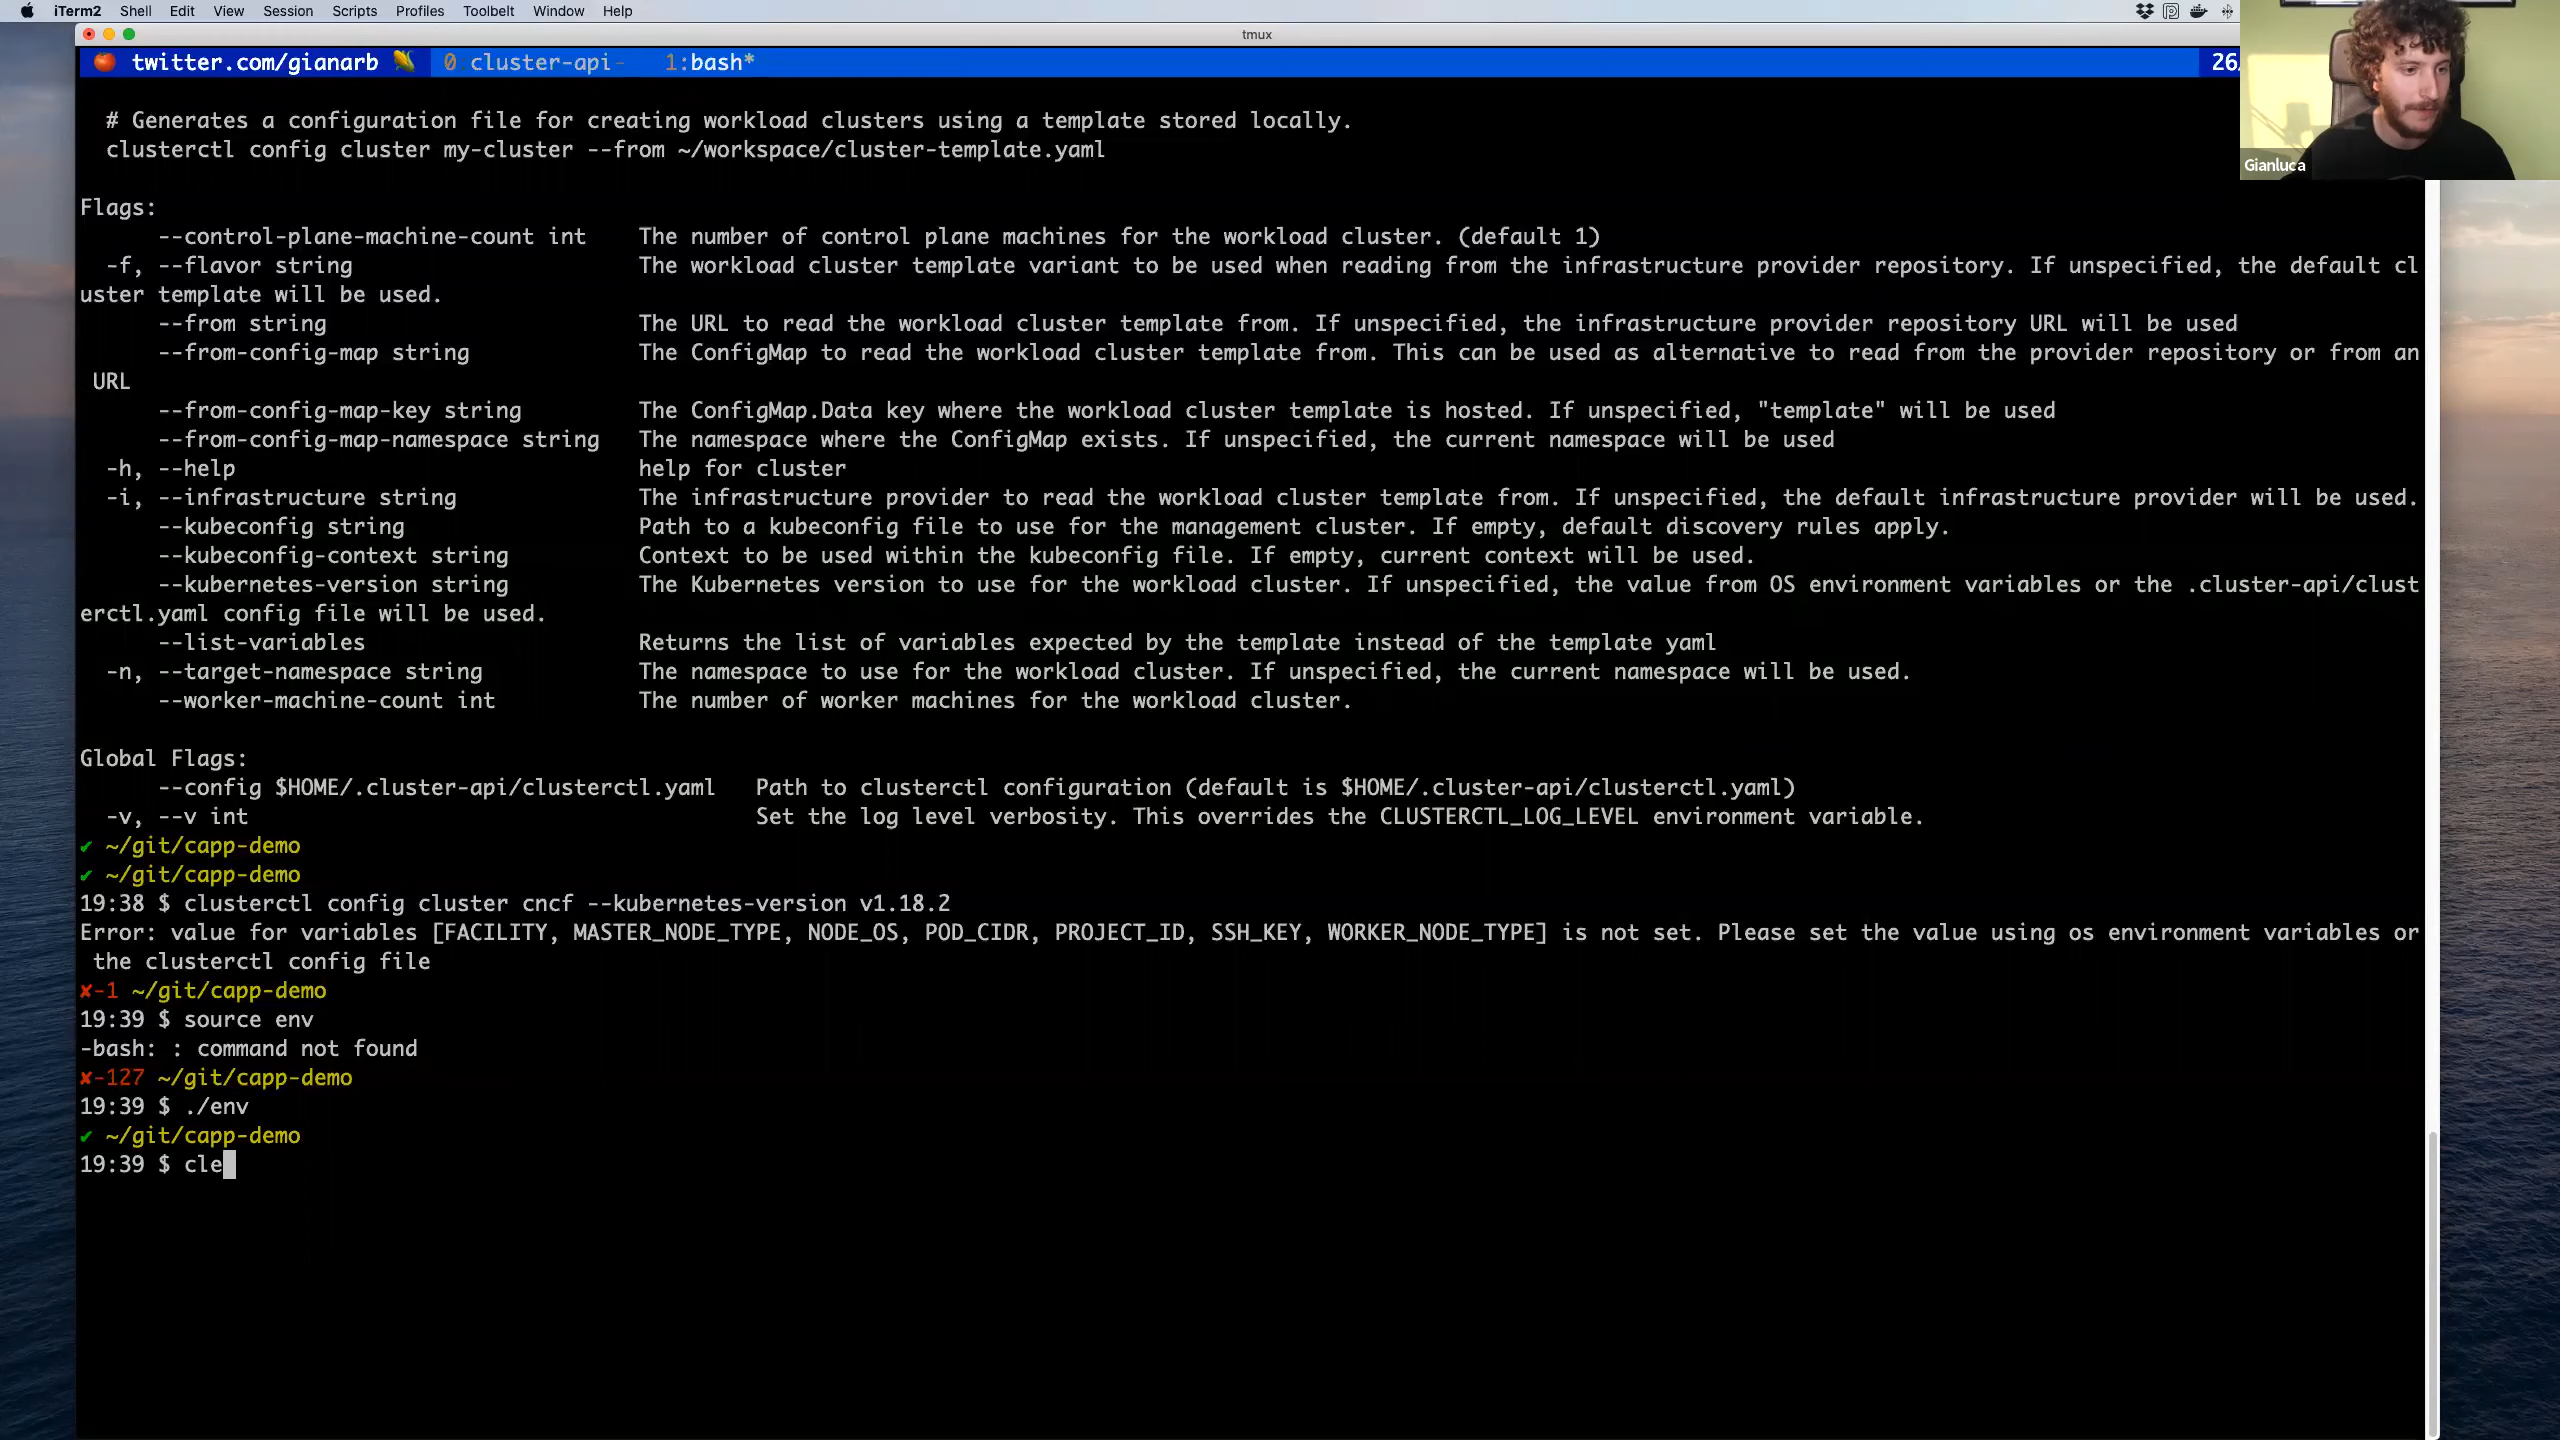 iTerm2 Shell Edit View Session Scripts Profiles Toolbelt Window Help
tmux
twitter.com/gianarb 0 cluster-api- 1:bash* 26
Gianluca
# Generates a configuration file for creating workload clusters using a template stored locally.
clusterctl config cluster my-cluster --from ~/workspace/cluster-template.yaml
Flags:
--control-plane-machine-count int The number of control plane machines for the workload cluster. (default 1)
-f, --flavor string The workload cluster template variant to be used when reading from the infrastructure provider repository. If unspecified, the default cl
uster template will be used.
--from string The URL to read the workload cluster template from. If unspecified, the infrastructure provider repository URL will be used
--from-config-map string The ConfigMap to read the workload cluster template from. This can be used as alternative to read from the provider repository or from an
URL
--from-config-map-key string The ConfigMap.Data key where the workload cluster template is hosted. If unspecified, "template" will be used
--from-config-map-namespace string The namespace where the ConfigMap exists. If unspecified, the current namespace will be used
-h, --help help for cluster
-i, --infrastructure string The infrastructure provider to read the workload cluster template from. If unspecified, the default infrastructure provider will be used.
--kubeconfig string Path to a kubeconfig file to use for the management cluster. If empty, default discovery rules apply.
--kubeconfig-context string Context to be used within the kubeconfig file. If empty, current context will be used.
--kubernetes-version string The Kubernetes version to use for the workload cluster. If unspecified, the value from OS environment variables or the .cluster-api/clust
erctl.yaml config file will be used.
--list-variables Returns the list of variables expected by the template instead of the template yaml
-n, --target-namespace string The namespace to use for the workload cluster. If unspecified, the current namespace will be used.
--worker-machine-count int The number of worker machines for the workload cluster.
Global Flags:
--config $HOME/.cluster-api/clusterctl.yaml Path to clusterctl configuration (default is $HOME/.cluster-api/clusterctl.yaml)
-v, --v int Set the log level verbosity. This overrides the CLUSTERCTL_LOG_LEVEL environment variable.
✔ ~/git/capp-demo
✔ ~/git/capp-demo
19:38 $ clusterctl config cluster cncf --kubernetes-version v1.18.2
Error: value for variables [FACILITY, MASTER_NODE_TYPE, NODE_OS, POD_CIDR, PROJECT_ID, SSH_KEY, WORKER_NODE_TYPE] is not set. Please set the value using os environment variables or
the clusterctl config file
✘-1 ~/git/capp-demo
19:39 $ source env
-bash: : command not found
✘-127 ~/git/capp-demo
19:39 $ ./env
✔ ~/git/capp-demo
19:39 $ cle